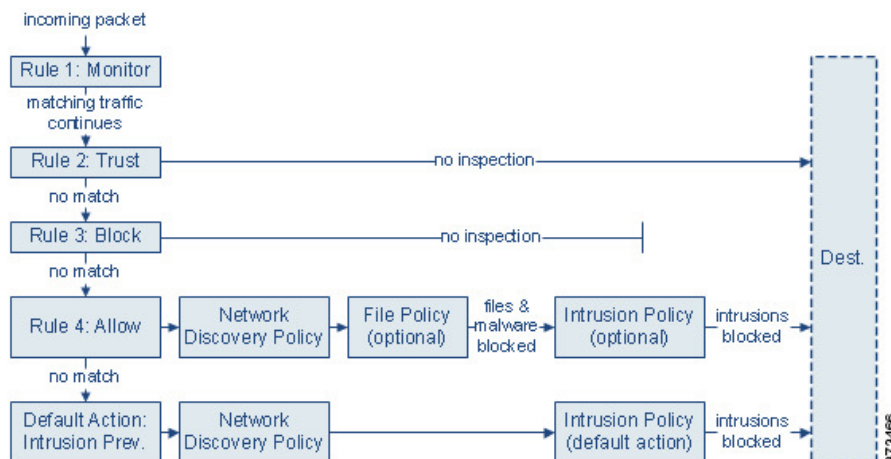 incoming packet
Rule 1: Monitor
matching traffic
continues
Rule 2: Trust
no inspection
no match
Rule 3: Block
no inspection
no match
Rule 4: Allow
Network
Discovery Policy
File Policy
(optional)
files &
malware
blocked
Intrusion Policy
(optional)
intrusions
blocked
no match
Default Action:
Intrusion Prev.
Network
Discovery Policy
Intrusion Policy
(default action)
intrusions
blocked
Dest.
372466